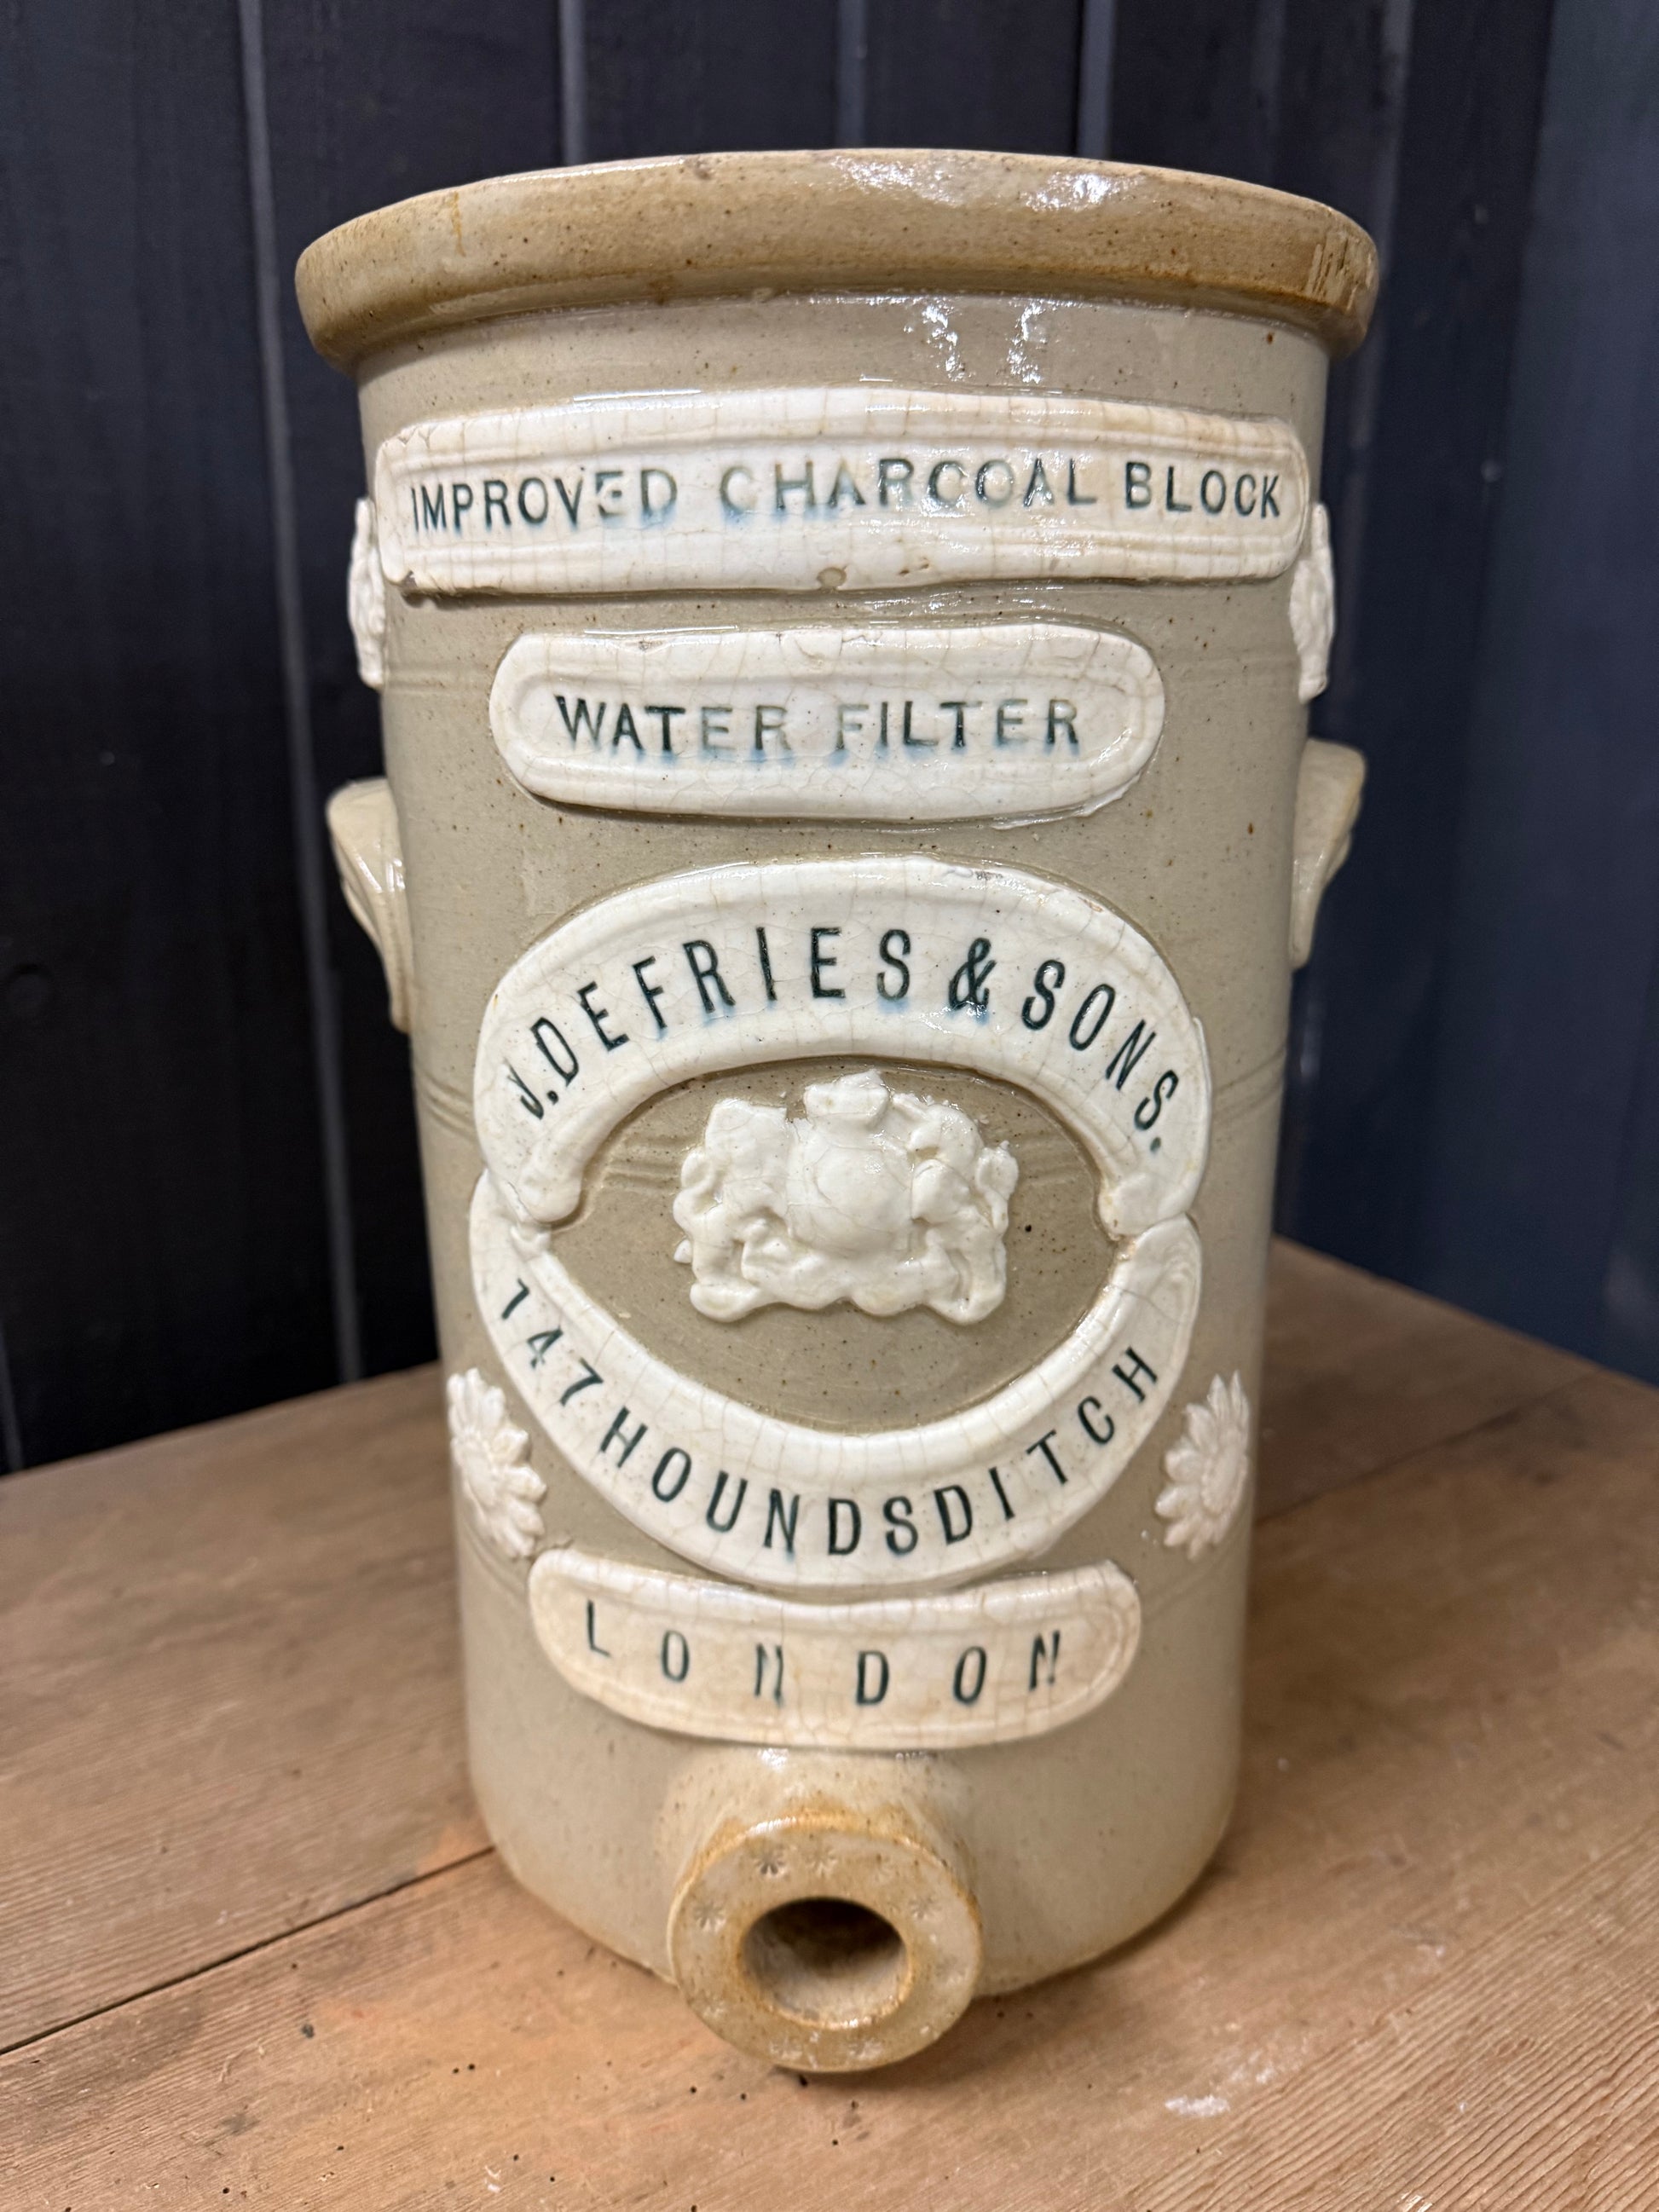 IMPROVED CHARCOAL BLOCK
WATER FILTER
J. DEFRIES & SONS.
147 HOUNDSDITCH
LONDON